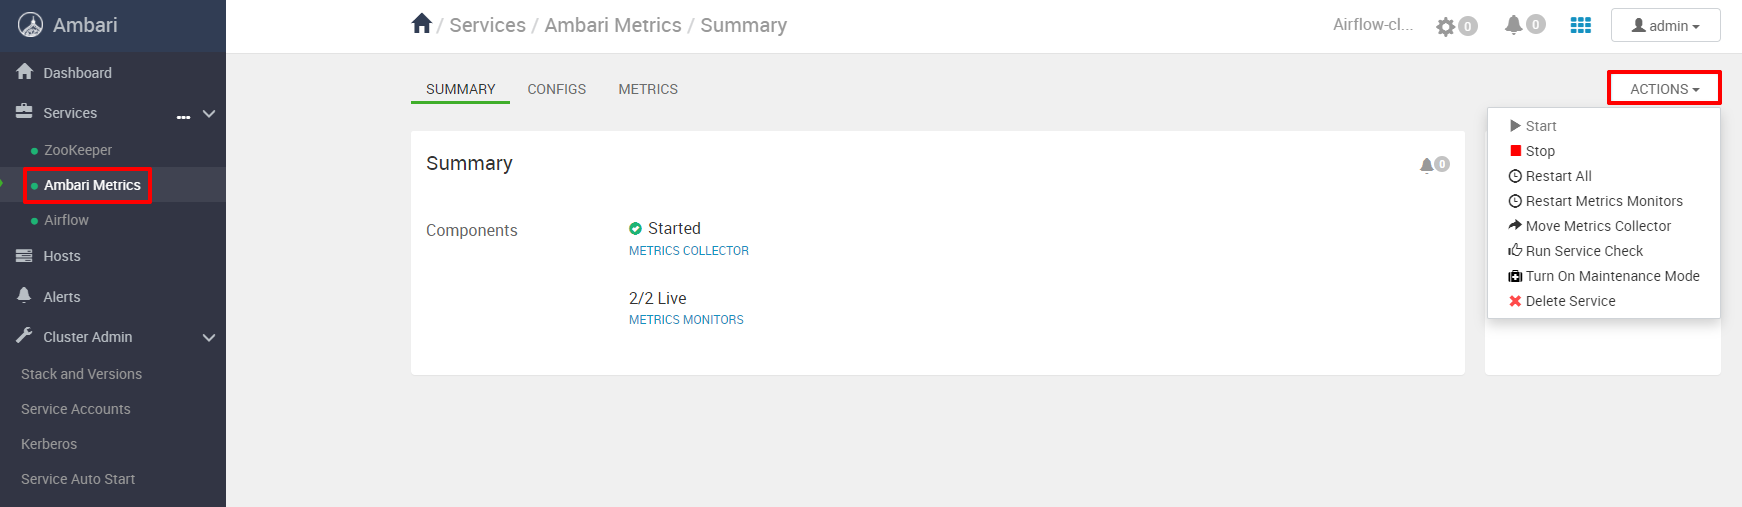 Ambari
/ Services / Ambari Metrics / Summary
Airflow-cl...
0
0
admin
Dashboard
Services
...
ZooKeeper
Ambari Metrics
Airflow
Hosts
Alerts
Cluster Admin
Stack and Versions
Service Accounts
Kerberos
Service Auto Start
SUMMARY CONFIGS METRICS
ACTIONS
Start
Stop
Restart All
Restart Metrics Monitors
Move Metrics Collector
Run Service Check
Turn On Maintenance Mode
Delete Service
Summary
0
Components
Started
METRICS COLLECTOR
2/2 Live
METRICS MONITORS